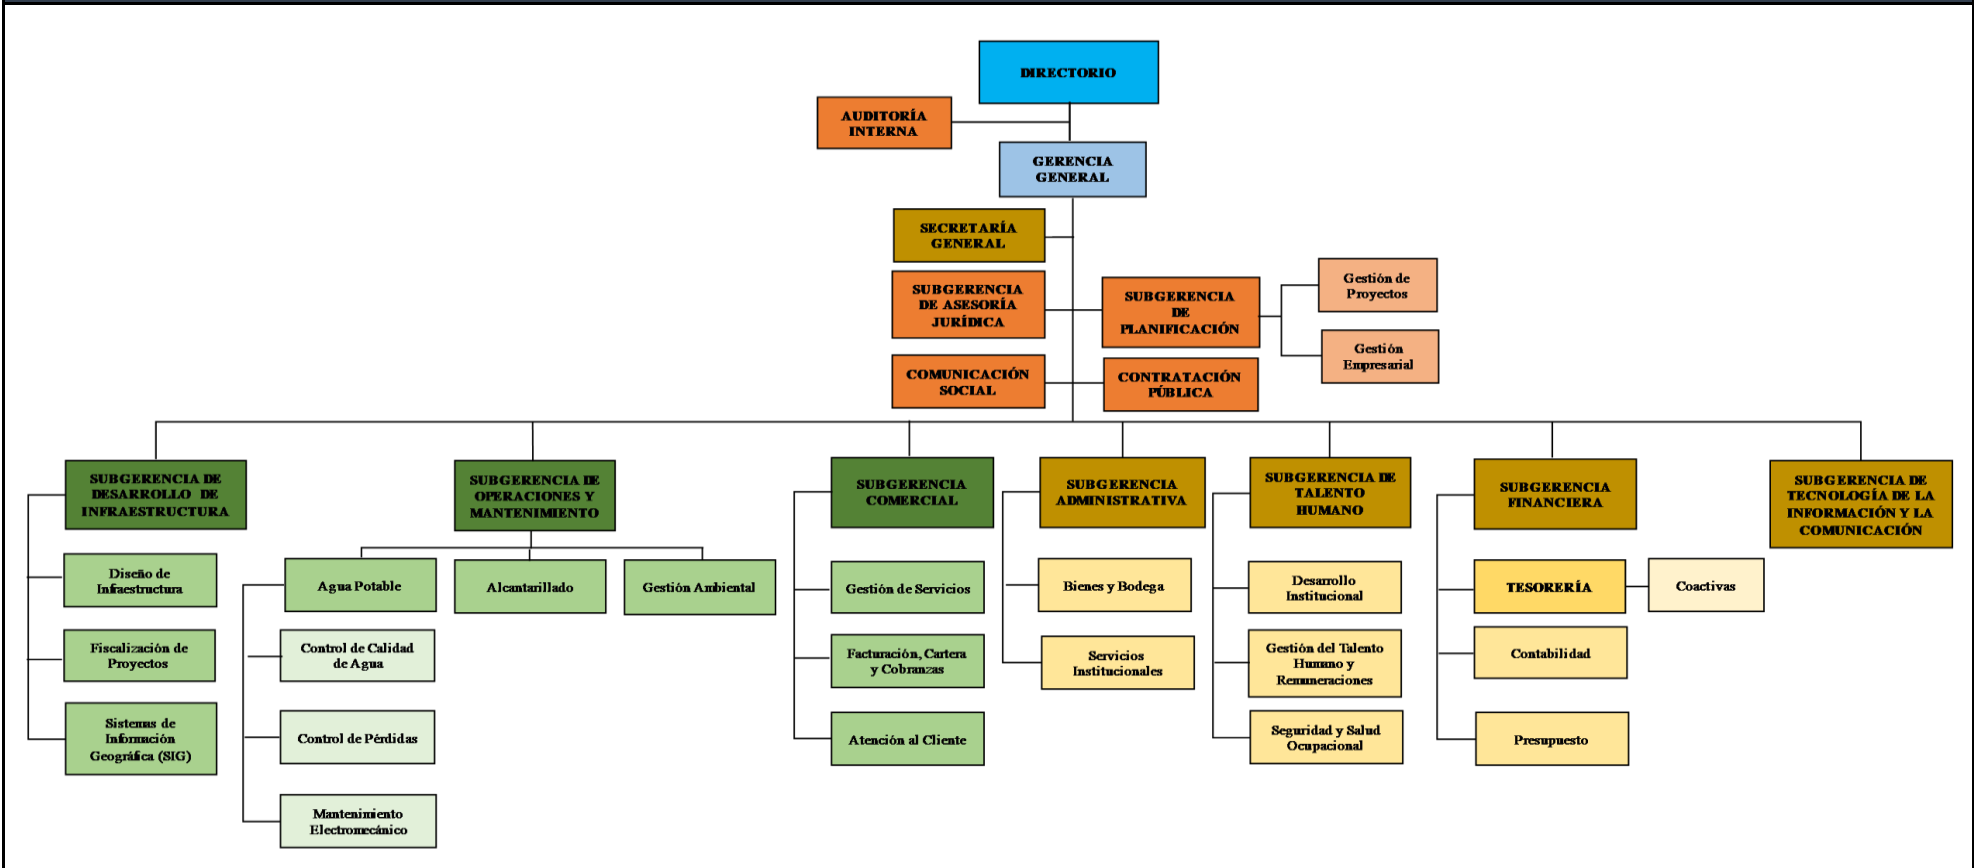 DIRECTORIO
AUDITORÍA
INTERNA
GERENCIA
GENERAL
SECRETARÍA
GENERAL
SUBGERENCIA
DE ASESORÍA
JURÍDICA
SUBGERENCIA
DE
PLANIFICACIÓN
Gestión de
Proyectos
Gestión
Empresarial
COMUNICACIÓN
SOCIAL
CONTRATACIÓN
PÚBLICA
SUBGERENCIA DE
DESARROLLO DE
INFRAESTRUCTURA
SUBGERENCIA DE
OPERACIONES Y
MANTENIMIENTO
SUBGERENCIA
COMERCIAL
SUBGERENCIA
ADMINISTRATIVA
SUBGERENCIA DE
TALENTO
HUMANO
SUBGERENCIA
FINANCIERA
SUBGERENCIA DE
TECNOLOGÍA DE LA
INFORMACIÓN Y LA
COMUNICACIÓN
Diseño de
Infraestructura
Fiscalización de
Proyectos
Sistemas de
Información
Geográfica (SIG)
Agua Potable
Alcantarillado
Gestión Ambiental
Control de Calidad
de Agua
Control de Pérdidas
Mantenimiento
Electromecánico
Gestión de Servicios
Facturación, Cartera
y Cobranzas
Atención al Cliente
Bienes y Bodega
Servicios
Institucionales
Desarrollo
Institucional
Gestión del Talento
Humano y
Remuneraciones
Seguridad y Salud
Ocupacional
TESORERÍA
Coactivas
Contabilidad
Presupuesto